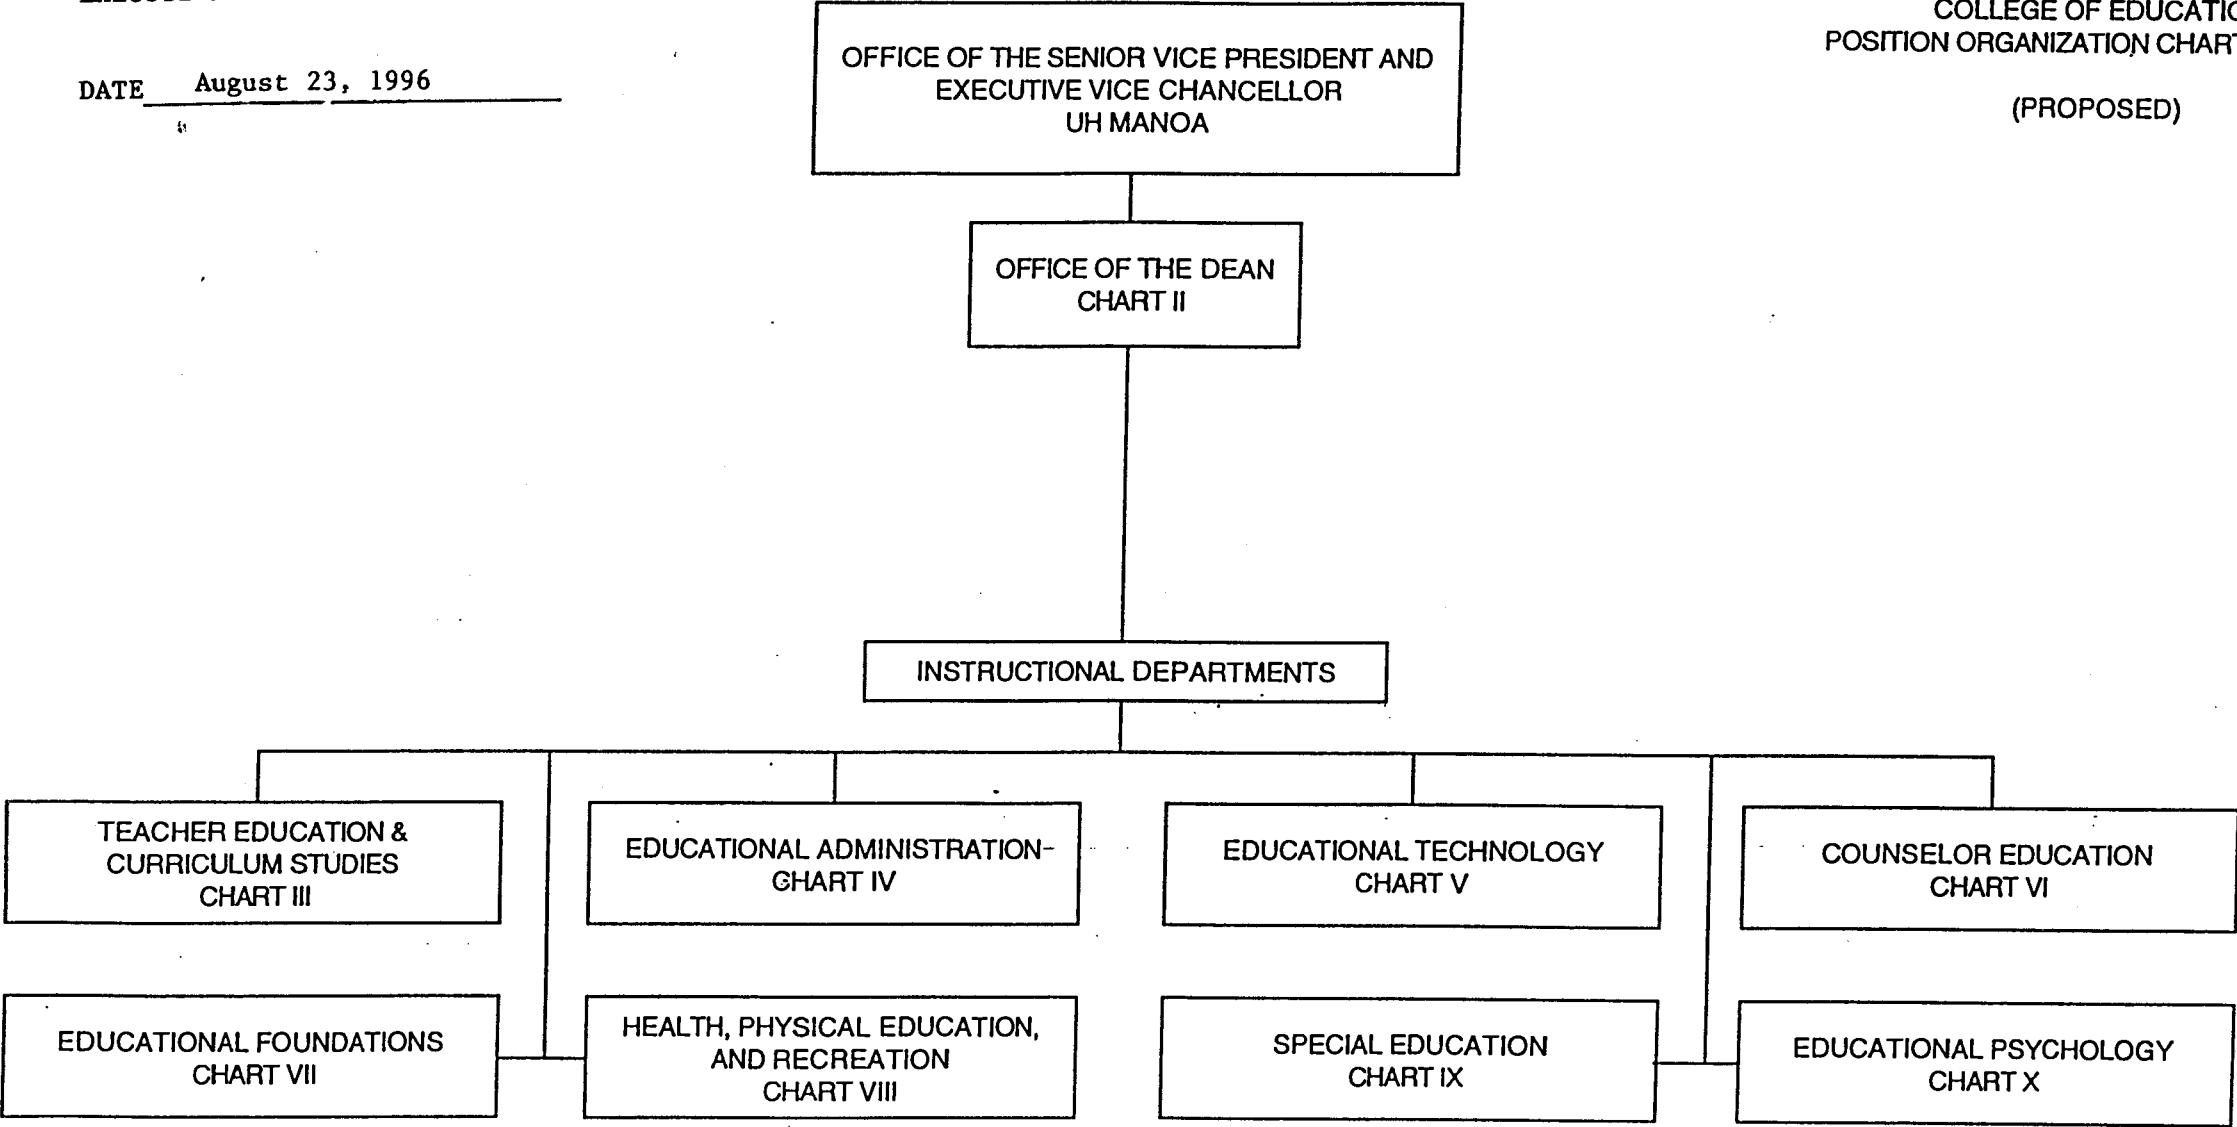 DATE August 23, 1996
COLLEGE OF
POSITION ORGANIZATION
(PROPOSED)
OFFICE OF THE SENIOR VICE PRESIDENT AND
EXECUTIVE VICE CHANCELLOR
UH MANOA
OFFICE OF THE DEAN
CHART II
INSTRUCTIONAL DEPARTMENTS
TEACHER EDUCATION &
CURRICULUM STUDIES
CHART III
EDUCATIONAL ADMINISTRATION
CHART IV
EDUCATIONAL TECHNOLOGY
CHART V
COUNSELOR EDUCATION
CHART VI
EDUCATIONAL FOUNDATIONS
CHART VII
HEALTH, PHYSICAL EDUCATION,
AND RECREATION
CHART VIII
SPECIAL EDUCATION
CHART IX
EDUCATIONAL PSYCHOLOGY
CHART X